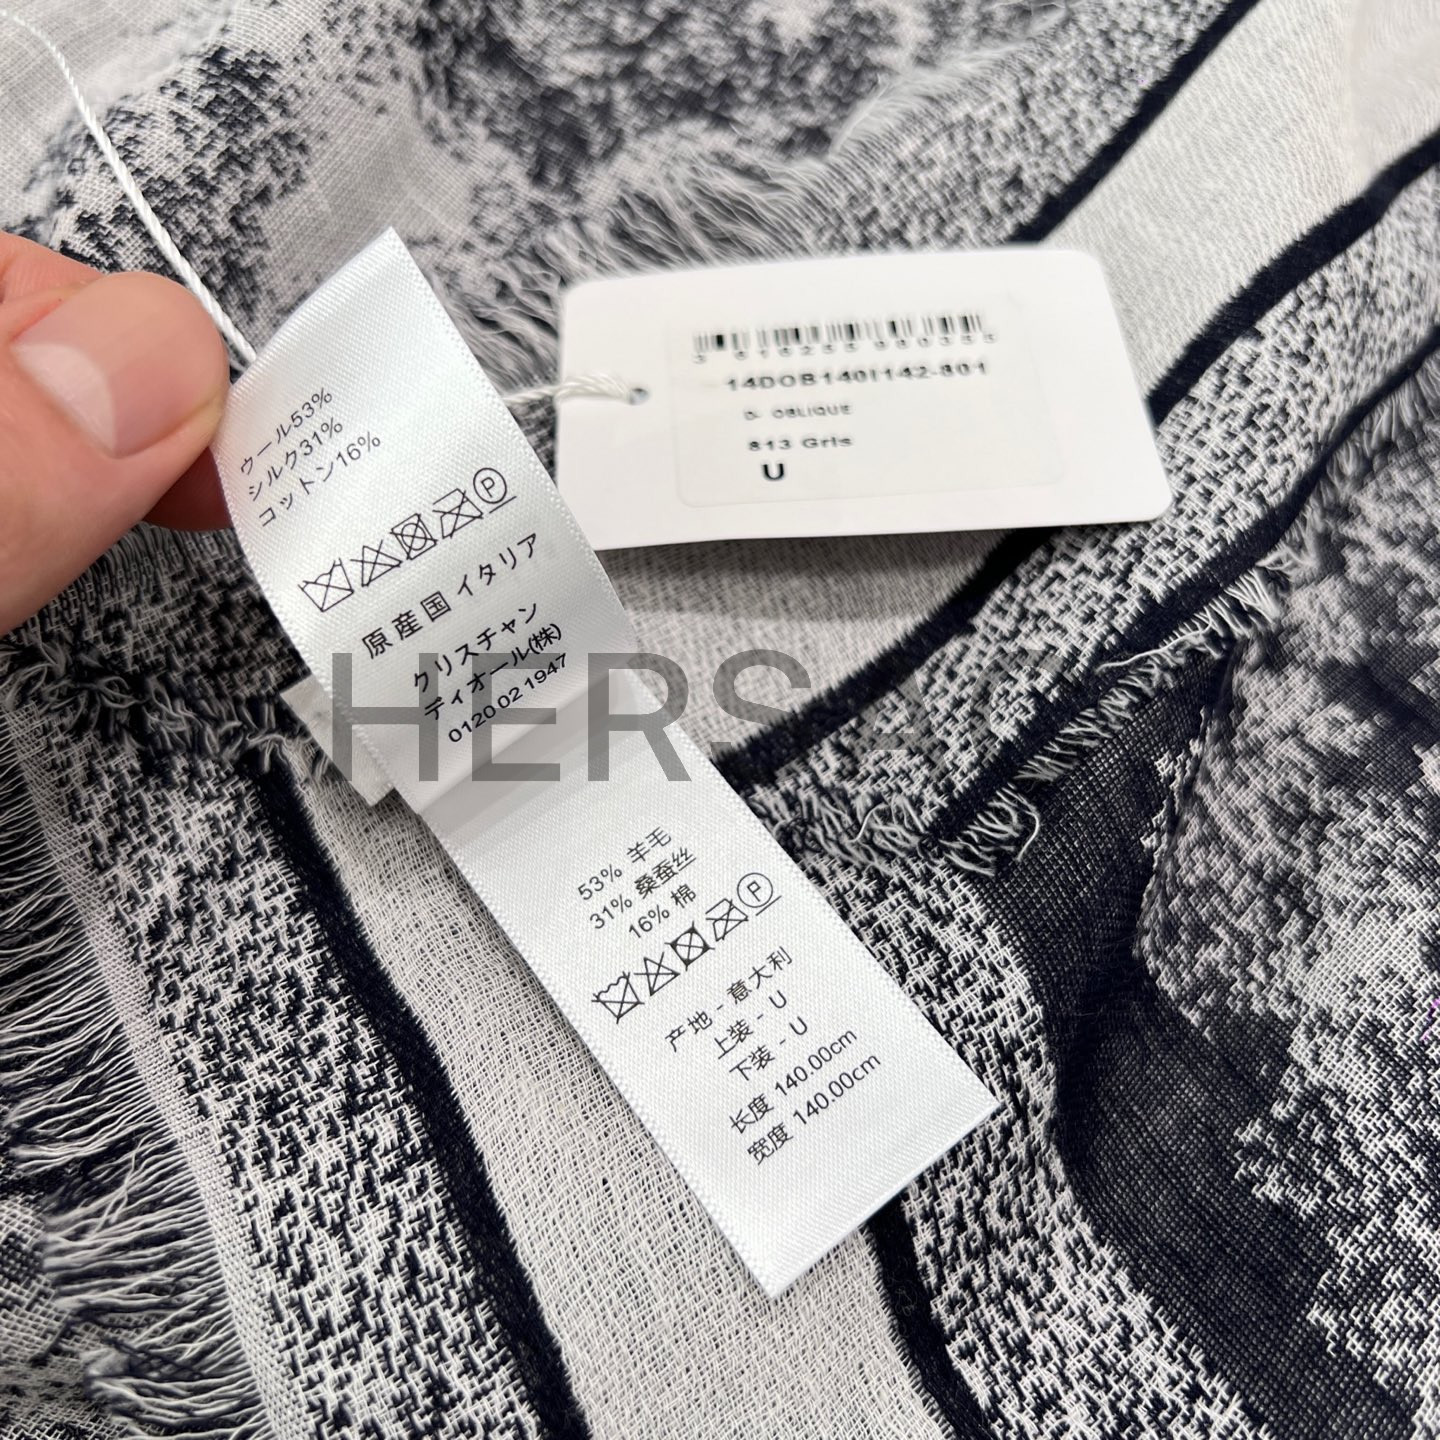 ウール53%
シルク31%
コットン16%
P
原産国 イタリア
クリスチャン
ディオール(株)
0120 02 1947
53% 羊毛
31% 桑蚕丝
16% 棉
P
产地 - 意大利
上装 - U
下装 - U
长度 140.00cm
宽度 140.00cm
14DOB140I142-801
D- OBLIQUE
813 Gris
U